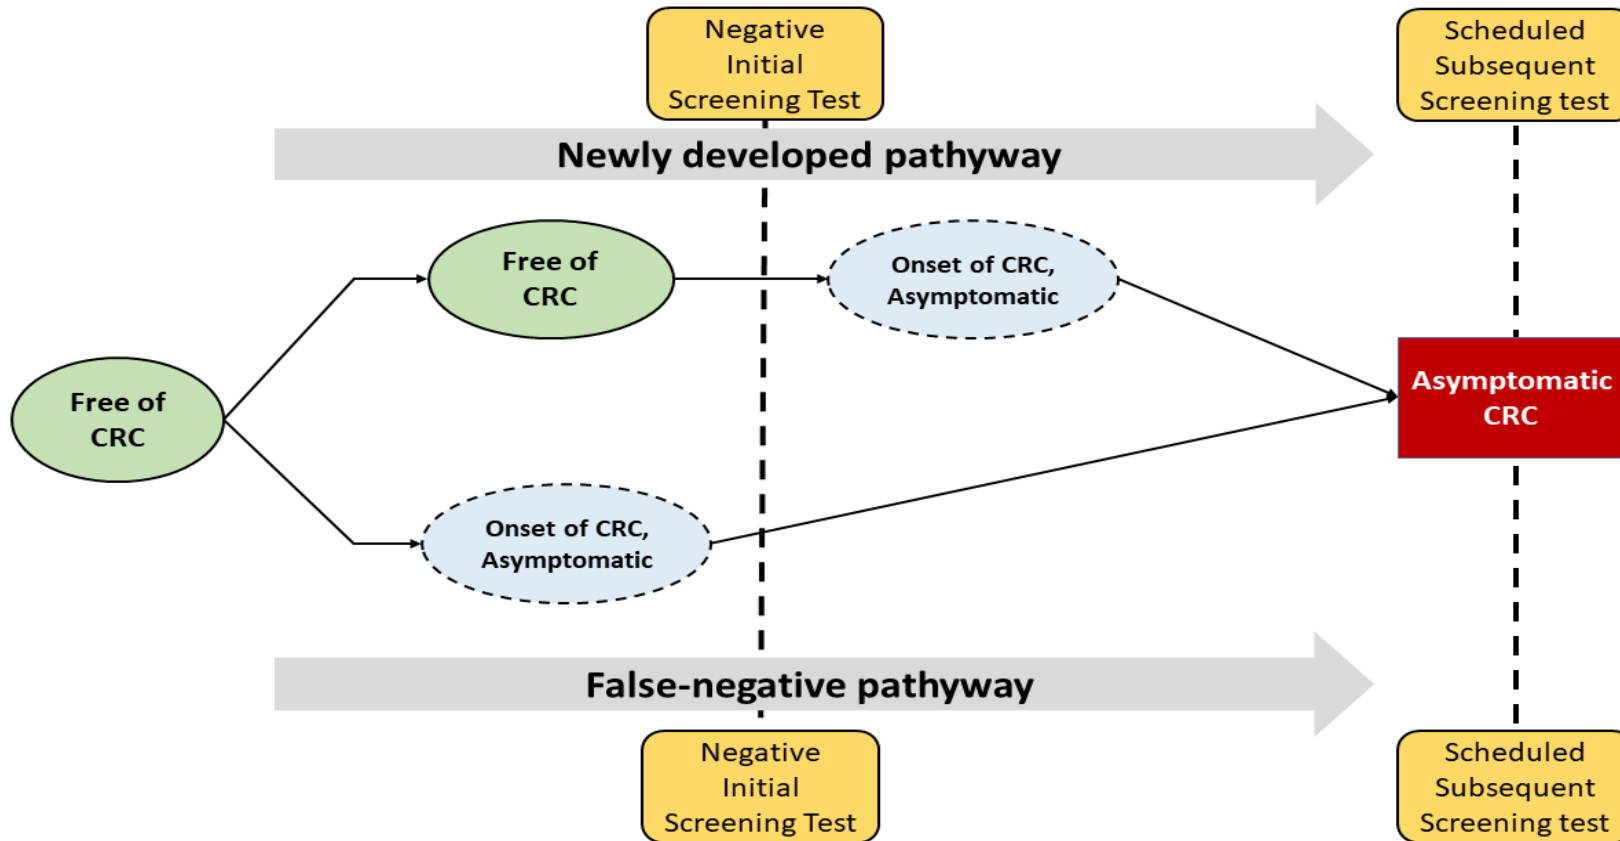 Negative
Initial
Screening Test
Scheduled
Subsequent
Screening test
Newly developed pathyway
Free of
CRC
Onset of CRC,
Asymptomatic
Free of
CRC
Asymptomatic
CRC
Onset of CRC,
Asymptomatic
False-negative pathyway
Negative
Initial
Screening Test
Scheduled
Subsequent
Screening test